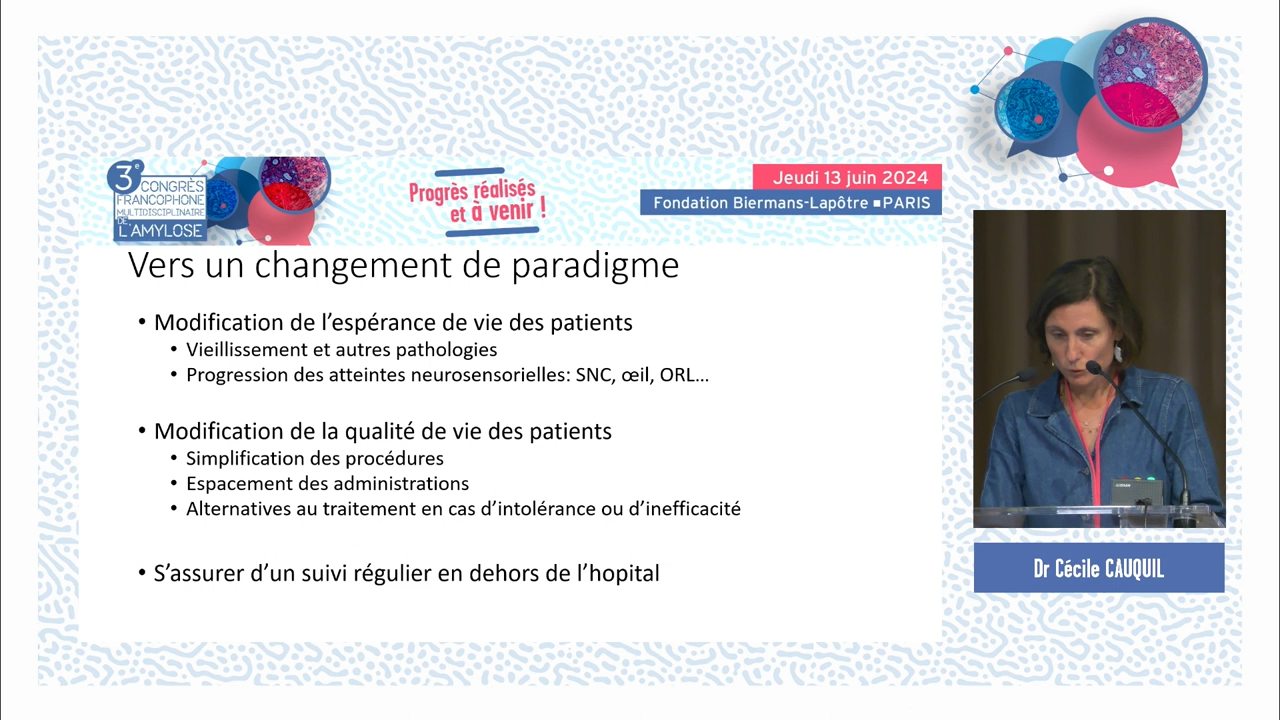 3e
CONGRÈS
FRANCOPHONE
MULTIDISCIPLINAIRE
DE
L'AMYLOSE
Progrès réalisés
et à venir !
Jeudi 13 juin 2024
Fondation Biermans-Lapôtre ■ PARIS
Vers un changement de paradigme
• Modification de l'espérance de vie des patients
• Vieillissement et autres pathologies
• Progression des atteintes neurosensorielles: SNC, œil, ORL…
• Modification de la qualité de vie des patients
• Simplification des procédures
• Espacement des administrations
• Alternatives au traitement en cas d'intolérance ou d'inefficacité
• S'assurer d'un suivi régulier en dehors de l'hopital
Dr Cécile CAUQUIL